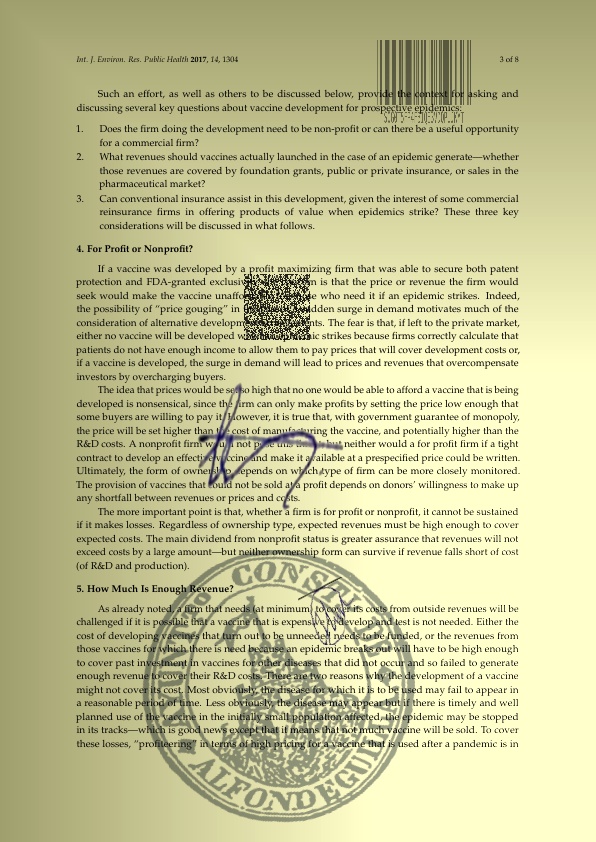 Int. J. Environ. Res. Public Health 2017, 14, 1304
3 of 8
Such an effort, as well as others to be discussed below, provide the context for asking and
discussing several key questions about vaccine development for prospective epidemics:
1. Does the firm doing the development need to be non-profit or can there be a useful opportunity
for a commercial firm?
2. What revenues should vaccines actually launched in the case of an epidemic generate—whether
those revenues are covered by foundation grants, public or private insurance, or sales in the
pharmaceutical market?
3. Can conventional insurance assist in this development, given the interest of some commercial
reinsurance firms in offering products of value when epidemics strike? These three key
considerations will be discussed in what follows.
4. For Profit or Nonprofit?
If a vaccine was developed by a profit maximizing firm that was able to secure both patent
protection and FDA-granted is that the price or revenue the firm would
seek would make the vaccine who need it if an epidemic strikes. Indeed,
the possibility of “price gouging” in sudden surge in demand motivates much of the
consideration of alternative The fear is that, if left to the private market,
either no vaccine will be developed strikes because firms correctly calculate that
patients do not have enough income to allow them to pay prices that will cover development costs or,
if a vaccine is developed, the surge in demand will lead to prices and revenues that overcompensate
investors by overcharging buyers.
The idea that prices would be set so high that no one would be able to afford a vaccine that is being
developed is nonsensical, since the firm can only make profits by setting the price low enough that
some buyers are willing to pay it. However, it is true that, with government guarantee of monopoly,
the price will be set higher than the cost of manufacturing the vaccine, and potentially higher than the
R&D costs. A nonprofit firm would not pose this but neither would a for profit firm if a tight
contract to develop an effective vaccine and make it available at a prespecified price could be written.
Ultimately, the form of ownership depends on which type of firm can be more closely monitored.
The provision of vaccines that could not be sold at a profit depends on donors’ willingness to make up
any shortfall between revenues or prices and costs.
The more important point is that, whether a firm is for profit or nonprofit, it cannot be sustained
if it makes losses. Regardless of ownership type, expected revenues must be high enough to cover
expected costs. The main dividend from nonprofit status is greater assurance that revenues will not
exceed costs by a large amount—but neither ownership form can survive if revenue falls short of cost
(of R&D and production).
5. How Much Is Enough Revenue?
As already noted, a firm that needs (at minimum) to cover its costs from outside revenues will be
challenged if it is possible that a vaccine that is expensive to develop and test is not needed. Either the
cost of developing vaccines that turn out to be unneeded needs to be funded, or the revenues from
those vaccines for which there is need because an epidemic breaks out will have to be high enough
to cover past investment in vaccines for other diseases that did not occur and so failed to generate
enough revenue to cover their R&D costs. There are two reasons why the development of a vaccine
might not cover its cost. Most obviously, the disease for which it is to be used may fail to appear in
a reasonable period of time. Less obviously, the disease may appear but if there is timely and well
planned use of the vaccine in the initially small population affected, the epidemic may be stopped
in its tracks—which is good news except that it means that not much vaccine will be sold. To cover
these losses, “profiteering” in terms of high pricing for a vaccine that is used after a pandemic is in